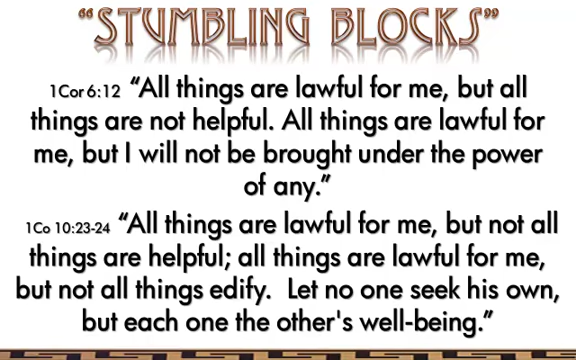 “STUMBLING BLOCKS”
1Cor 6:12 “All things are lawful for me, but all
things are not helpful. All things are lawful for
me, but I will not be brought under the power
of any.”
1Co 10:23-24 “All things are lawful for me, but not all
things are helpful; all things are lawful for me,
but not all things edify.  Let no one seek his own,
but each one the other's well-being.”